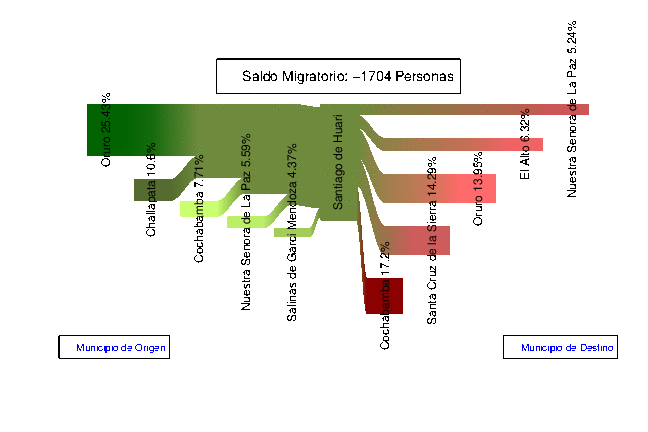 Saldo Migratorio: −1704 Personas
Oruro 25.43%
Challapata 10.6%
Cochabamba 7.71%
Nuestra Senora de La Paz 5.59%
Salinas de Garci Mendoza 4.37%
Santiago de Huari
Cochabamba 17.2%
Santa Cruz de la Sierra 14.29%
Oruro 13.95%
El Alto 6.32%
Nuestra Senora de La Paz 5.24%
Municipio de Origen
Municipio de Destino